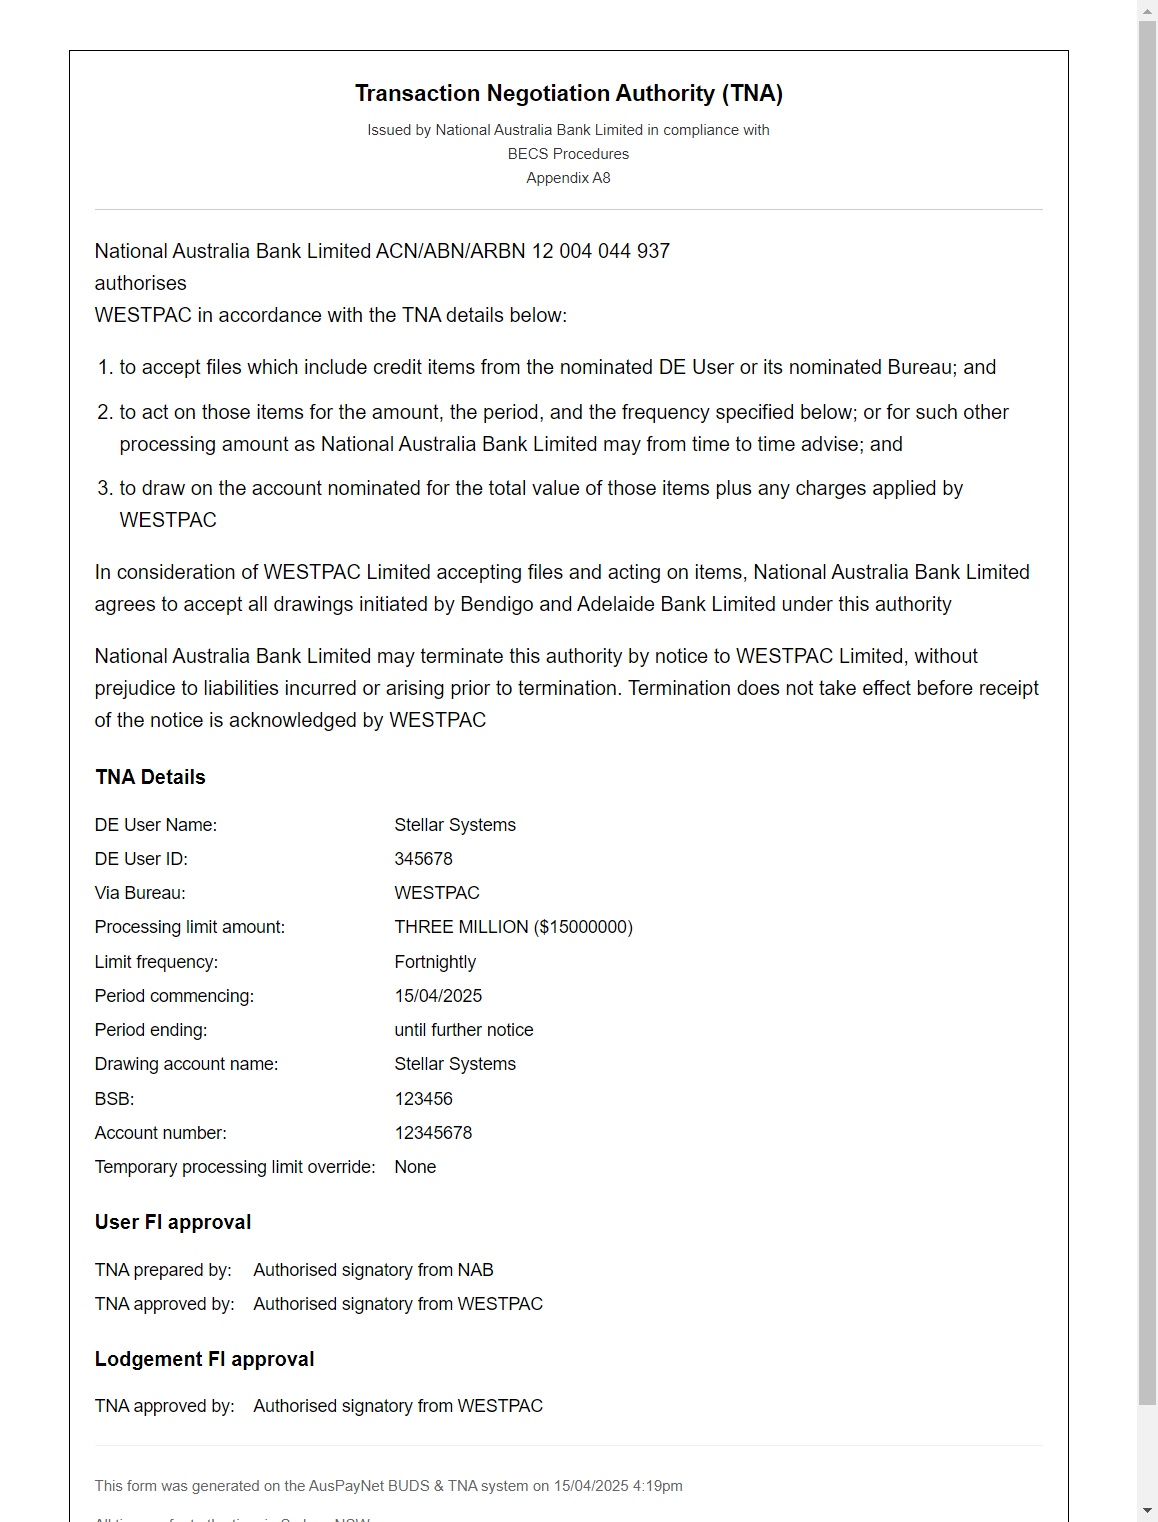 Transaction Negotiation Authority (TNA)
Issued by National Australia Bank Limited in compliance with
BECS Procedures
Appendix A8
National Australia Bank Limited ACN/ABN/ARBN 12 004 044 937
authorises
WESTPAC in accordance with the TNA details below:
1. to accept files which include credit items from the nominated DE User or its nominated Bureau; and
2. to act on those items for the amount, the period, and the frequency specified below; or for such other
processing amount as National Australia Bank Limited may from time to time advise; and
3. to draw on the account nominated for the total value of those items plus any charges applied by
WESTPAC
In consideration of WESTPAC Limited accepting files and acting on items, National Australia Bank Limited
agrees to accept all drawings initiated by Bendigo and Adelaide Bank Limited under this authority
National Australia Bank Limited may terminate this authority by notice to WESTPAC Limited, without
prejudice to liabilities incurred or arising prior to termination. Termination does not take effect before receipt
of the notice is acknowledged by WESTPAC
TNA Details
DE User Name: Stellar Systems
DE User ID: 345678
Via Bureau: WESTPAC
Processing limit amount: THREE MILLION ($15000000)
Limit frequency: Fortnightly
Period commencing: 15/04/2025
Period ending: until further notice
Drawing account name: Stellar Systems
BSB: 123456
Account number: 12345678
Temporary processing limit override: None
User FI approval
TNA prepared by: Authorised signatory from NAB
TNA approved by: Authorised signatory from WESTPAC
Lodgement FI approval
TNA approved by: Authorised signatory from WESTPAC
This form was generated on the AusPayNet BUDS & TNA system on 15/04/2025 4:19pm